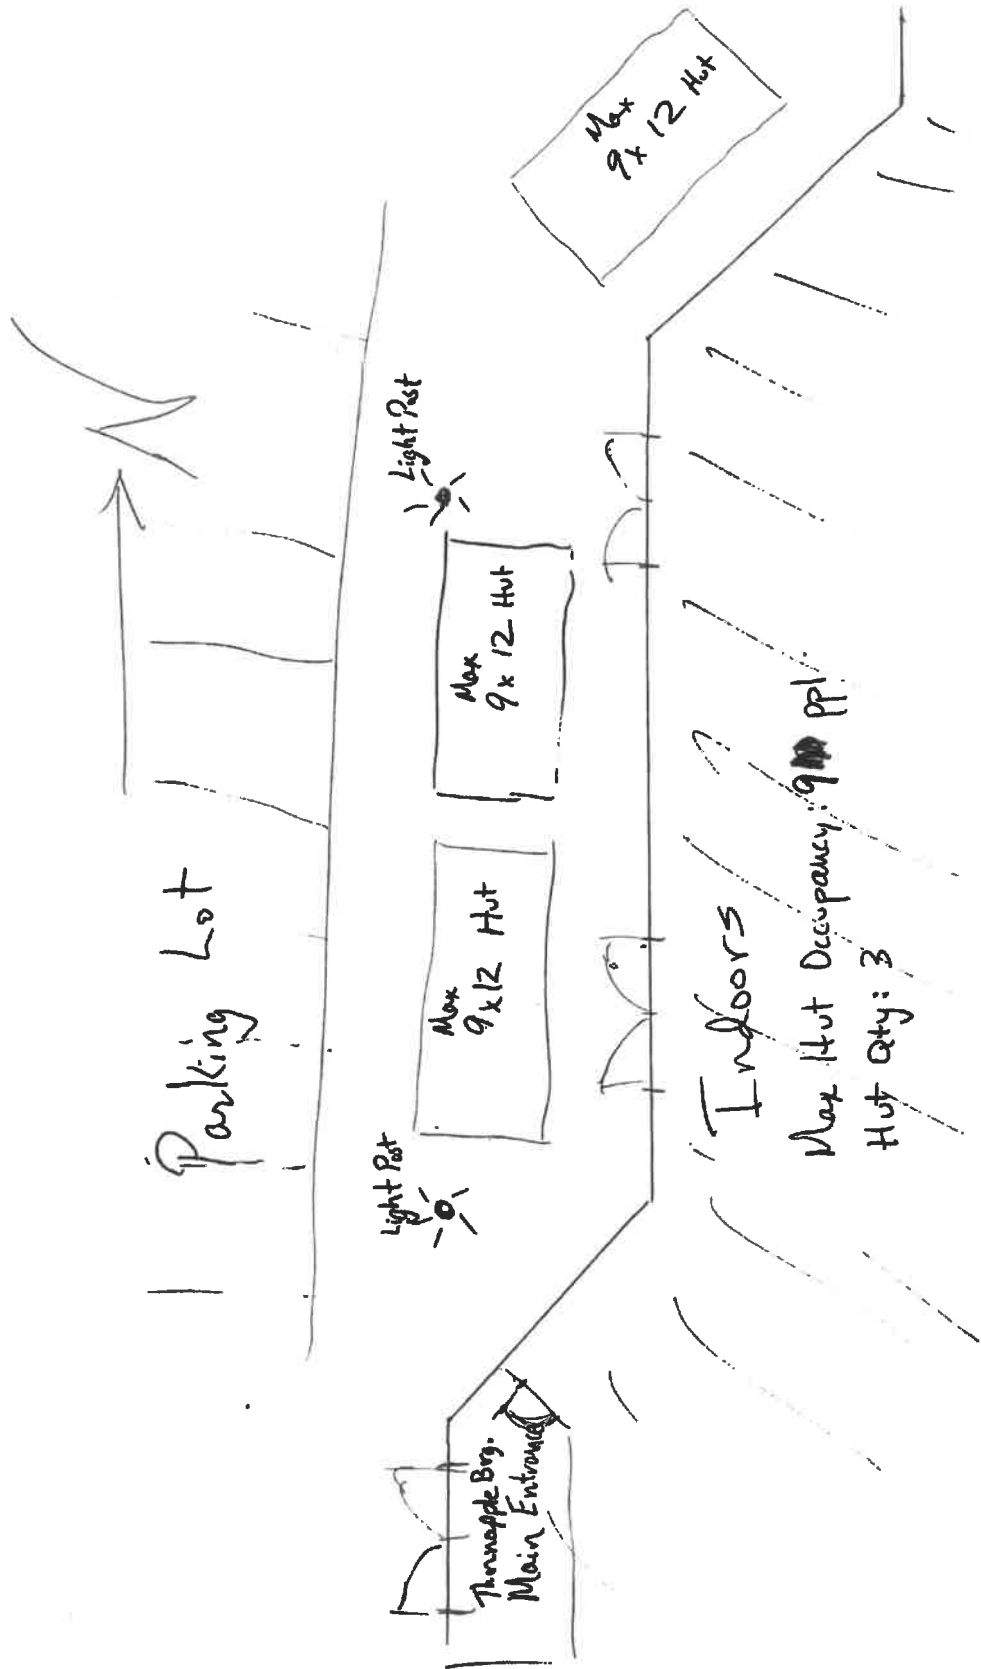 Parking Lot
Light Post
Light Post
Max
9x12 Hut
Max
9x12 Hut
Max
9x12 Hut
Thornapple Brg.
Main Entrance
Indoors
Max Hut Occupancy: 9 ppl.
Hut Qty: 3